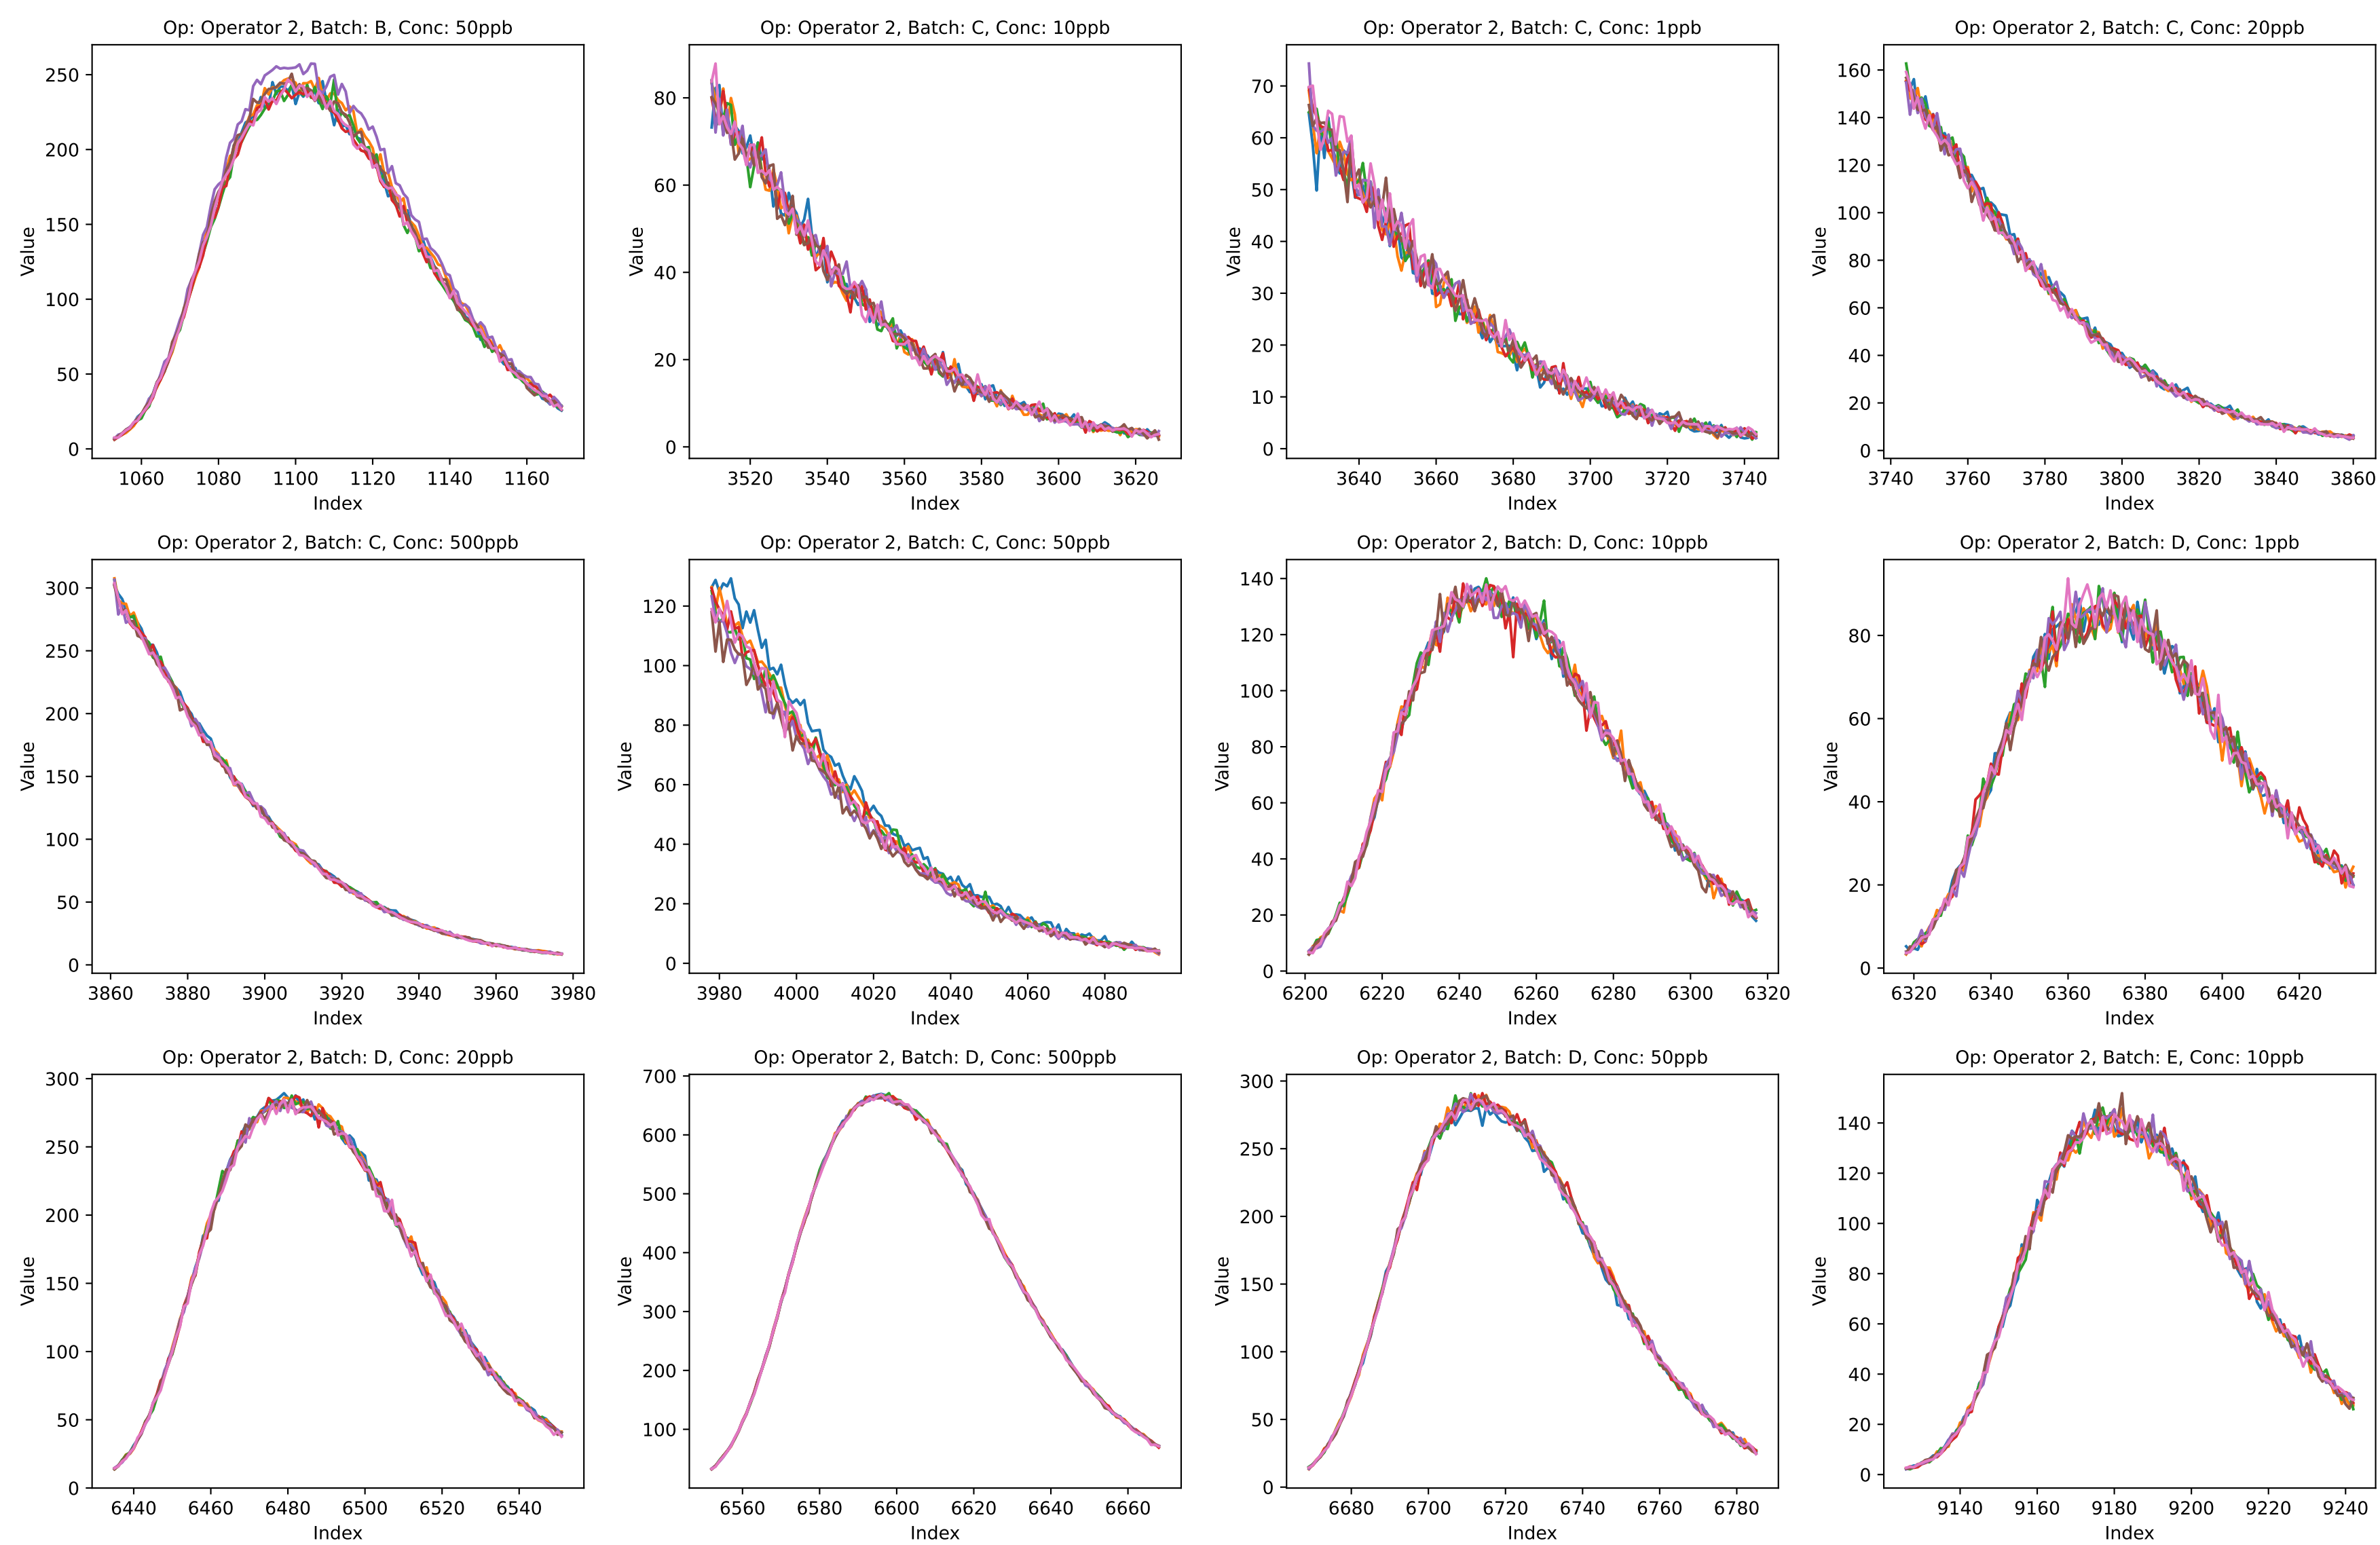 Op: Operator 2, Batch: B, Conc: 50ppb
Value
250
200
150
100
50
0
1060 1080 1100 1120 1140 1160
Index
Op: Operator 2, Batch: C, Conc: 10ppb
Value
80
60
40
20
0
3520 3540 3560 3580 3600 3620
Index
Op: Operator 2, Batch: C, Conc: 1ppb
Value
70
60
50
40
30
20
10
0
3640 3660 3680 3700 3720 3740
Index
Op: Operator 2, Batch: C, Conc: 20ppb
Value
160
140
120
100
80
60
40
20
0
3740 3760 3780 3800 3820 3840 3860
Index
Op: Operator 2, Batch: C, Conc: 500ppb
Value
300
250
200
150
100
50
0
3860 3880 3900 3920 3940 3960 3980
Index
Op: Operator 2, Batch: C, Conc: 50ppb
Value
120
100
80
60
40
20
0
3980 4000 4020 4040 4060 4080
Index
Op: Operator 2, Batch: D, Conc: 10ppb
Value
140
120
100
80
60
40
20
0
6200 6220 6240 6260 6280 6300 6320
Index
Op: Operator 2, Batch: D, Conc: 1ppb
Value
80
60
40
20
0
6320 6340 6360 6380 6400 6420
Index
Op: Operator 2, Batch: D, Conc: 20ppb
Value
300
250
200
150
100
50
0
6440 6460 6480 6500 6520 6540
Index
Op: Operator 2, Batch: D, Conc: 500ppb
Value
700
600
500
400
300
200
100
6560 6580 6600 6620 6640 6660
Index
Op: Operator 2, Batch: D, Conc: 50ppb
Value
300
250
200
150
100
50
0
6680 6700 6720 6740 6760 6780
Index
Op: Operator 2, Batch: E, Conc: 10ppb
Value
140
120
100
80
60
40
20
0
9140 9160 9180 9200 9220 9240
Index